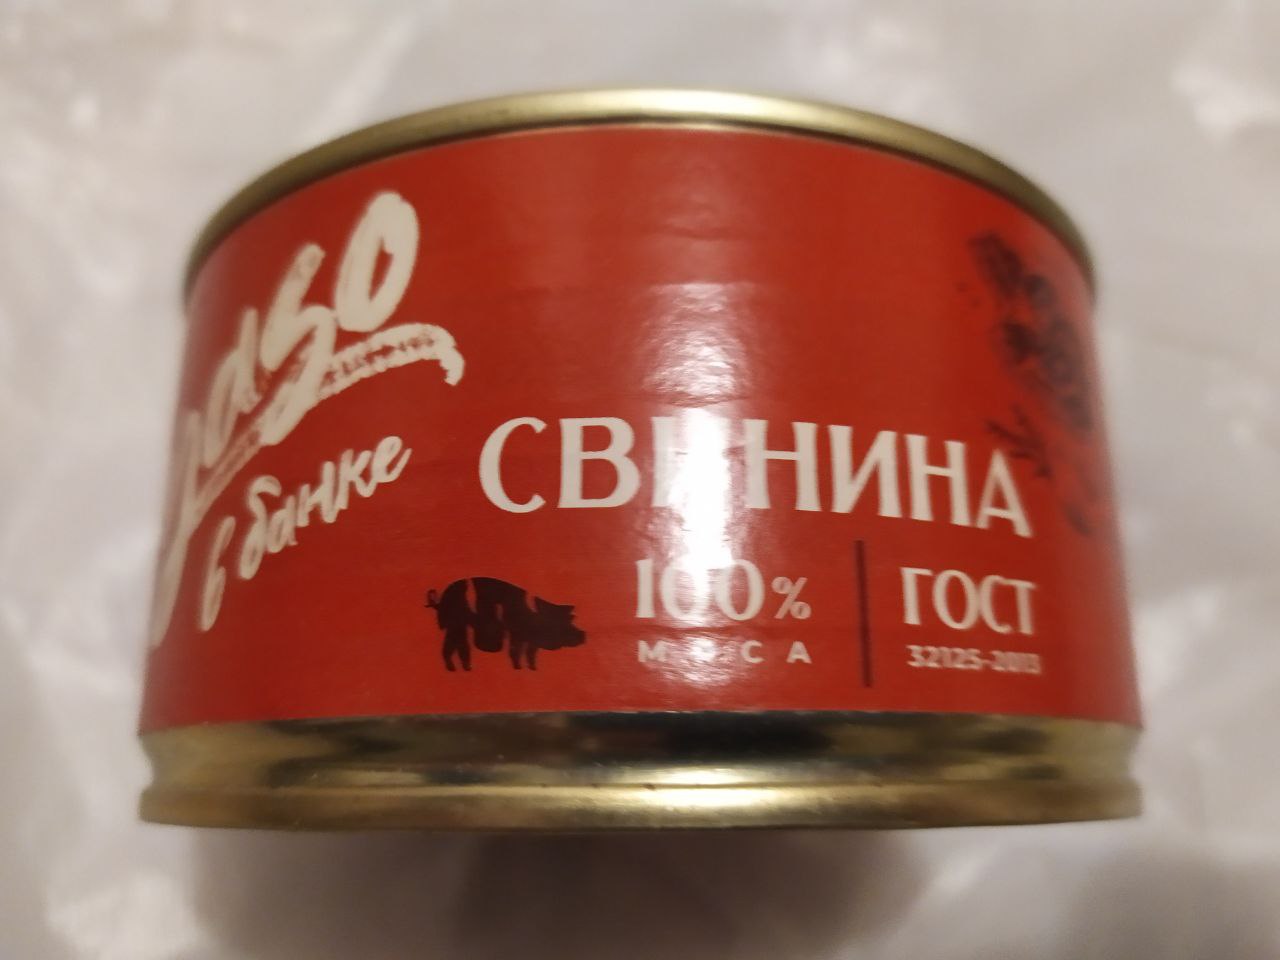 в банке
СВИНИНА
100%
МЯСА
ГОСТ
32125-2013